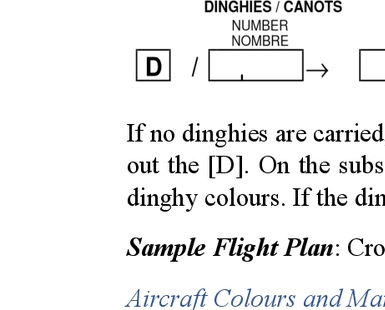 DINGHIES / CANOTS
NUMBER
NOMBRE
D / →
If no dinghies are carried,
out the [D]. On the subs
dinghy colours. If the din
Sample Flight Plan: Cro
Aircraft Colours and Mar